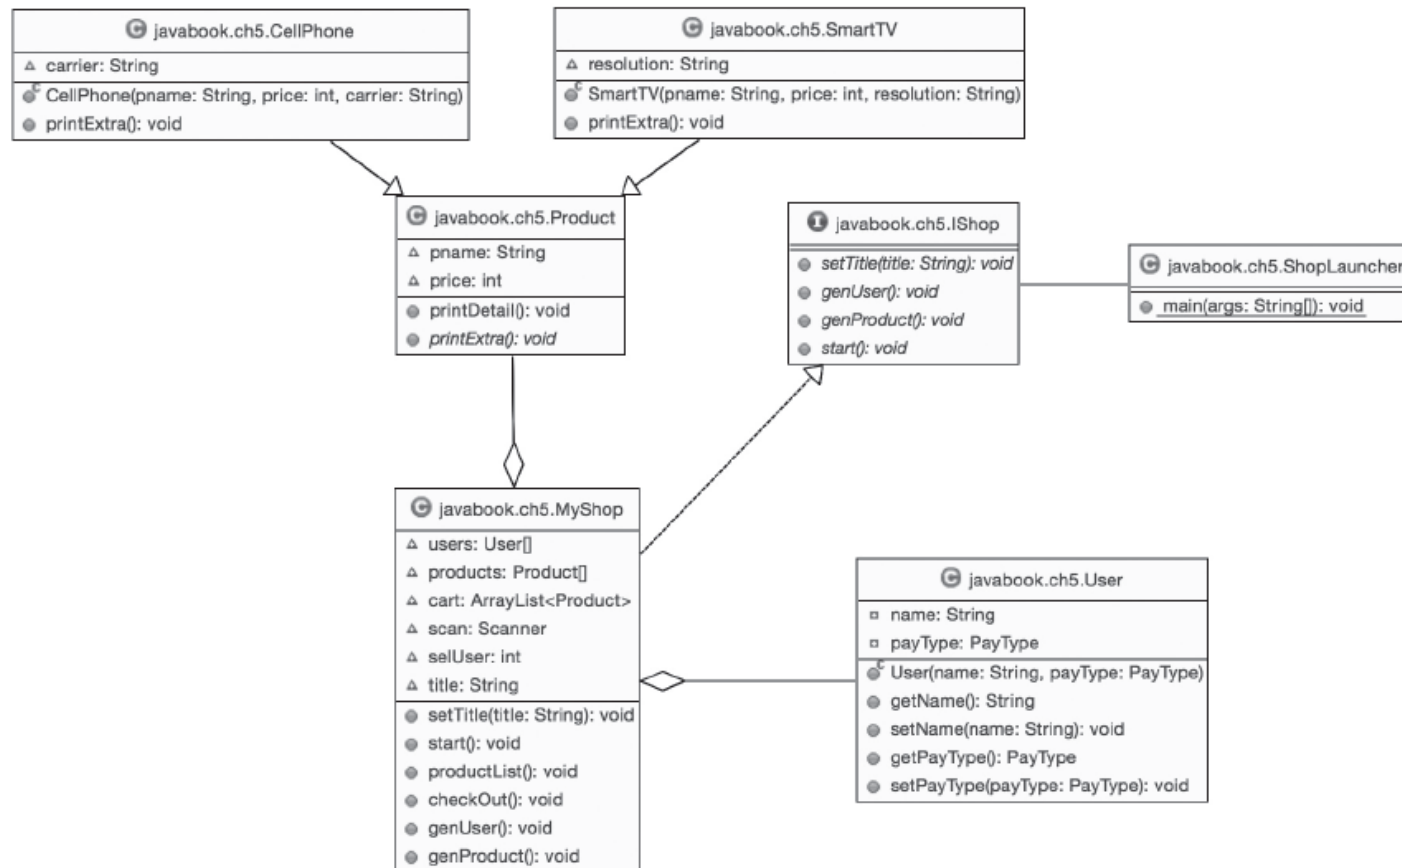 javabook.ch5.CellPhone
carrier: String
CellPhone(pname: String, price: int, carrier: String)
printExtra(): void
javabook.ch5.SmartTV
resolution: String
SmartTV(pname: String, price: int, resolution: String)
printExtra(): void
javabook.ch5.Product
pname: String
price: int
printDetail(): void
printExtra(): void
javabook.ch5.IShop
setTitle(title: String): void
genUser(): void
genProduct(): void
start(): void
javabook.ch5.ShopLauncher
main(args: String[]): void
javabook.ch5.MyShop
users: User[]
products: Product[]
cart: ArrayList<Product>
scan: Scanner
selUser: int
title: String
setTitle(title: String): void
start(): void
productList(): void
checkOut(): void
genUser(): void
genProduct(): void
javabook.ch5.User
name: String
payType: PayType
User(name: String, payType: PayType)
getName(): String
setName(name: String): void
getPayType(): PayType
setPayType(payType: PayType): void